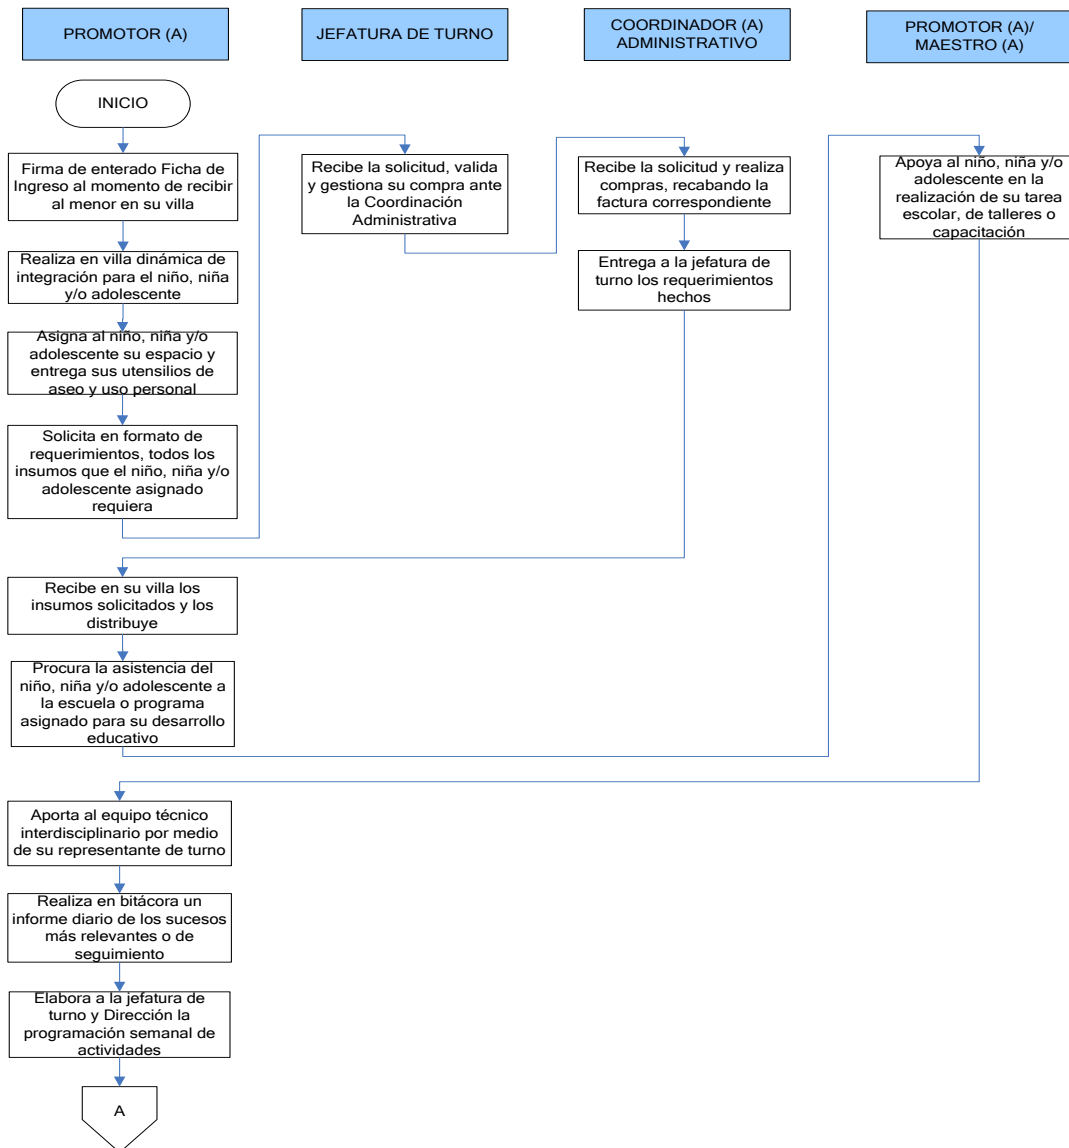 PROMOTOR (A)
JEFATURA DE TURNO
COORDINADOR (A)
ADMINISTRATIVO
PROMOTOR (A)/
MAESTRO (A)
INICIO
Firma de enterado Ficha de
Ingreso al momento de recibir
al menor en su villa
Realiza en villa dinámica de
integración para el niño, niña
y/o adolescente
Asigna al niño, niña y/o
adolescente su espacio y
entrega sus utensilios de
aseo y uso personal
Solicita en formato de
requerimientos, todos los
insumos que el niño, niña y/o
adolescente asignado
requiera
Recibe la solicitud, valida
y gestiona su compra ante
la Coordinación
Administrativa
Recibe la solicitud y realiza
compras, recabando la
factura correspondiente
Entrega a la jefatura de
turno los requerimientos
hechos
Recibe en su villa los
insumos solicitados y los
distribuye
Procura la asistencia del
niño, niña y/o adolescente a
la escuela o programa
asignado para su desarrollo
educativo
Apoya al niño, niña y/o
adolescente en la
realización de su tarea
escolar, de talleres o
capacitación
Aporta al equipo técnico
interdisciplinario por medio
de su representante de turno
Realiza en bitácora un
informe diario de los sucesos
más relevantes o de
seguimiento
Elabora a la jefatura de
turno y Dirección la
programación semanal de
actividades
A